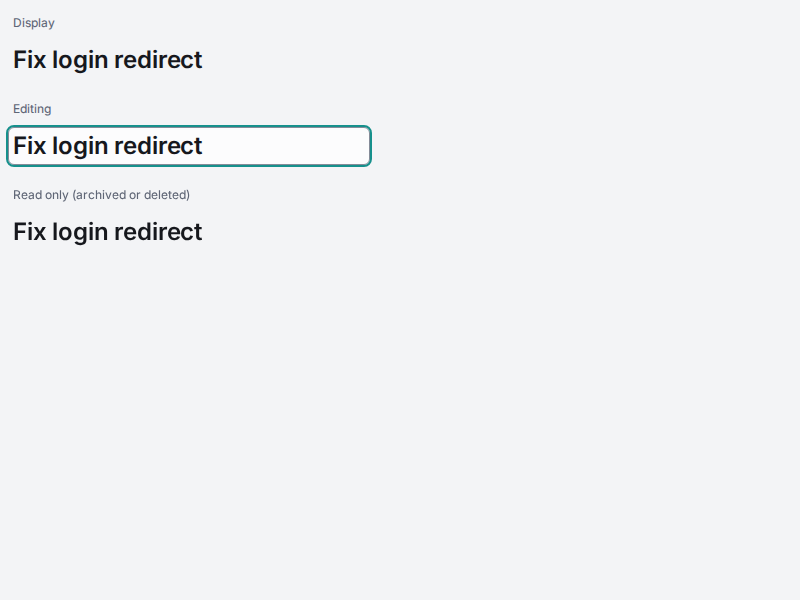 Display
Fix login redirect
Editing
Fix login redirect
Read only (archived or deleted)
Fix login redirect